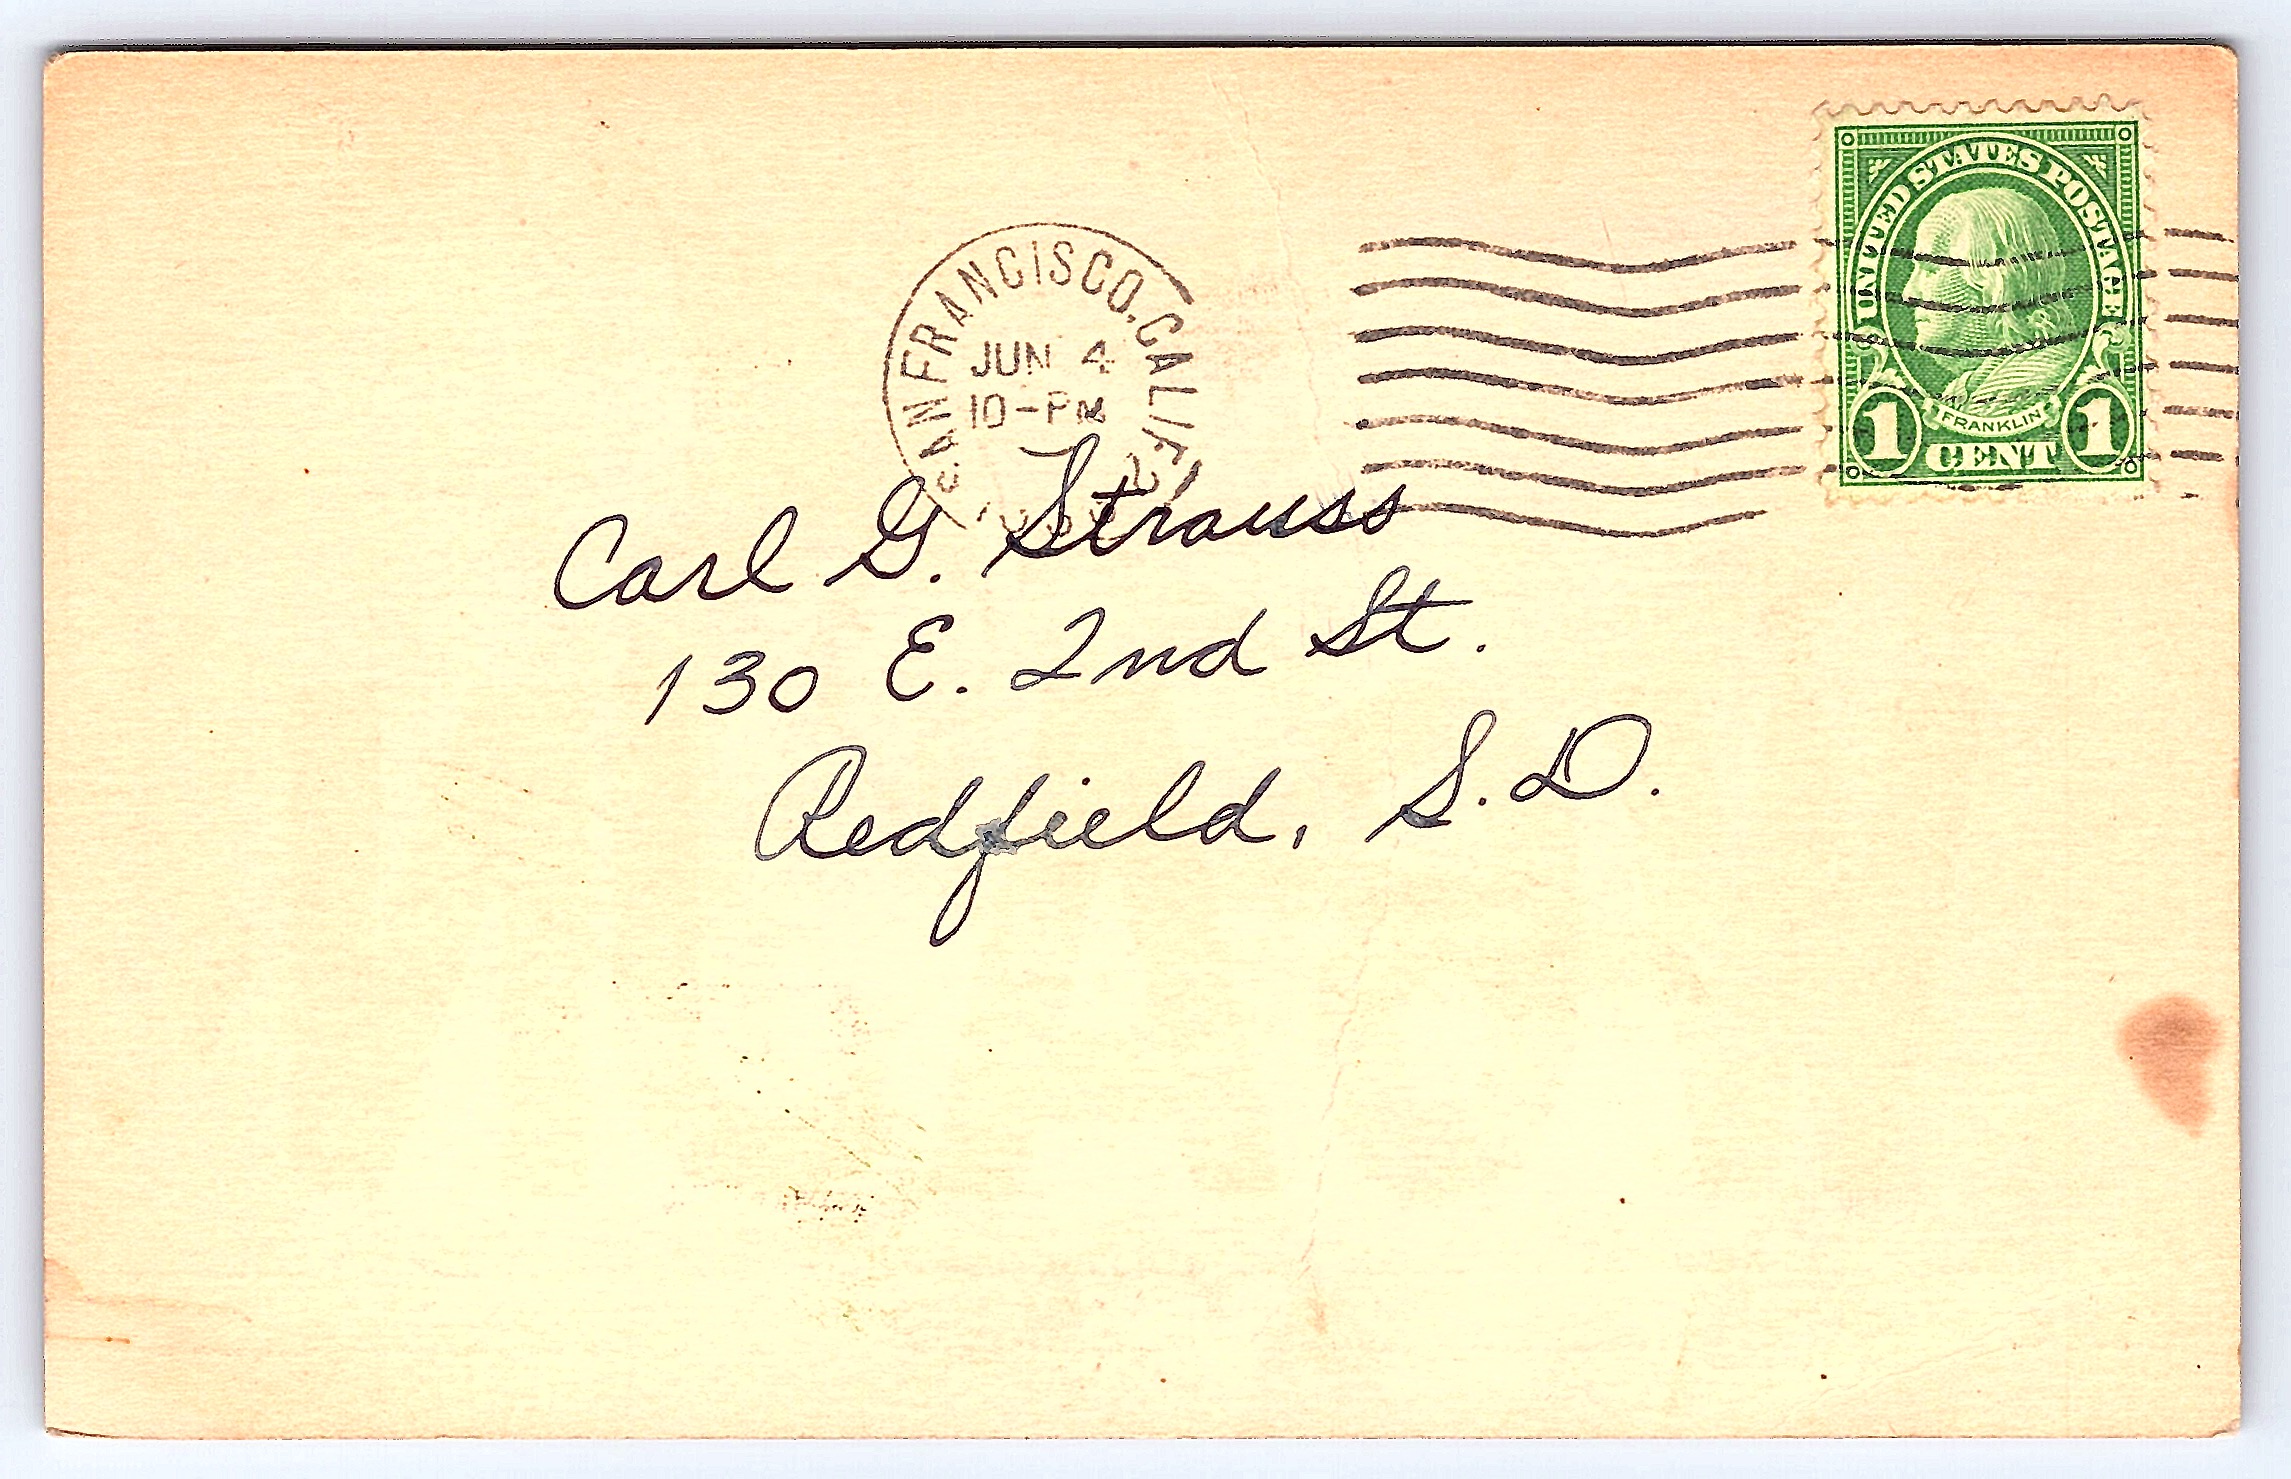 SAN FRANCISCO, CALIF.
JUN 4
10-PM
UNITED STATES POSTAGE
FRANKLIN
1 CENT 1
Carl G. Strauss
130 E. 2nd St.
Redfield, S.D.